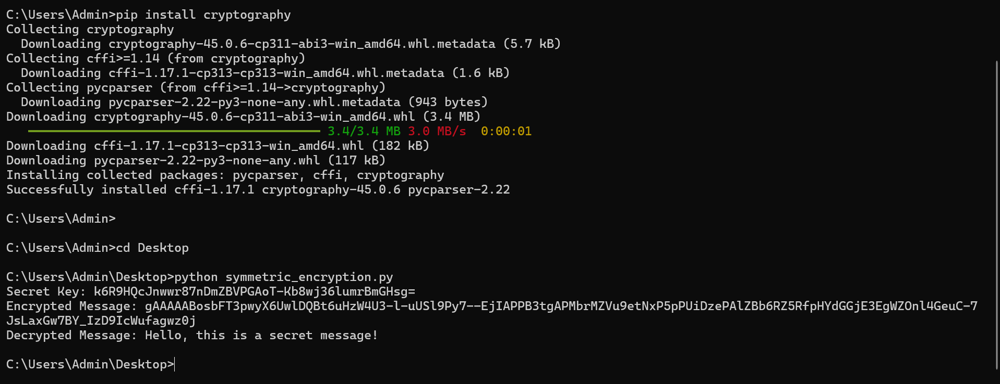 C:\Users\Admin>pip install cryptography
Collecting cryptography
  Downloading cryptography-45.0.6-cp311-abi3-win_amd64.whl.metadata (5.7 kB)
Collecting cffi>=1.14 (from cryptography)
  Downloading cffi-1.17.1-cp313-cp313-win_amd64.whl.metadata (1.6 kB)
Collecting pycparser (from cffi>=1.14->cryptography)
  Downloading pycparser-2.22-py3-none-any.whl.metadata (943 bytes)
Downloading cryptography-45.0.6-cp311-abi3-win_amd64.whl (3.4 MB)
3.4/3.4 MB 3.0 MB/s  0:00:01
Downloading cffi-1.17.1-cp313-cp313-win_amd64.whl (182 kB)
Downloading pycparser-2.22-py3-none-any.whl (117 kB)
Installing collected packages: pycparser, cffi, cryptography
Successfully installed cffi-1.17.1 cryptography-45.0.6 pycparser-2.22
C:\Users\Admin>
C:\Users\Admin>cd Desktop
C:\Users\Admin\Desktop>python symmetric_encryption.py
Secret Key: k6R9HQcJnwwr87nDmZBVPGAoT-Kb8wj36lumrBmGHsg=
Encrypted Message: gAAAAABosbFT3pwyX6UwlDQBt6uHzW4U3-l-uUSl9Py7--EjIAPPB3tgAPMbrMZVu9etNxP5pPUiDzePAlZBb6RZ5RfpHYdGGjE3EgWZOnl4GeuC-7
JsLaxGw7BY_IzD9IcWufagwz0j
Decrypted Message: Hello, this is a secret message!
C:\Users\Admin\Desktop>